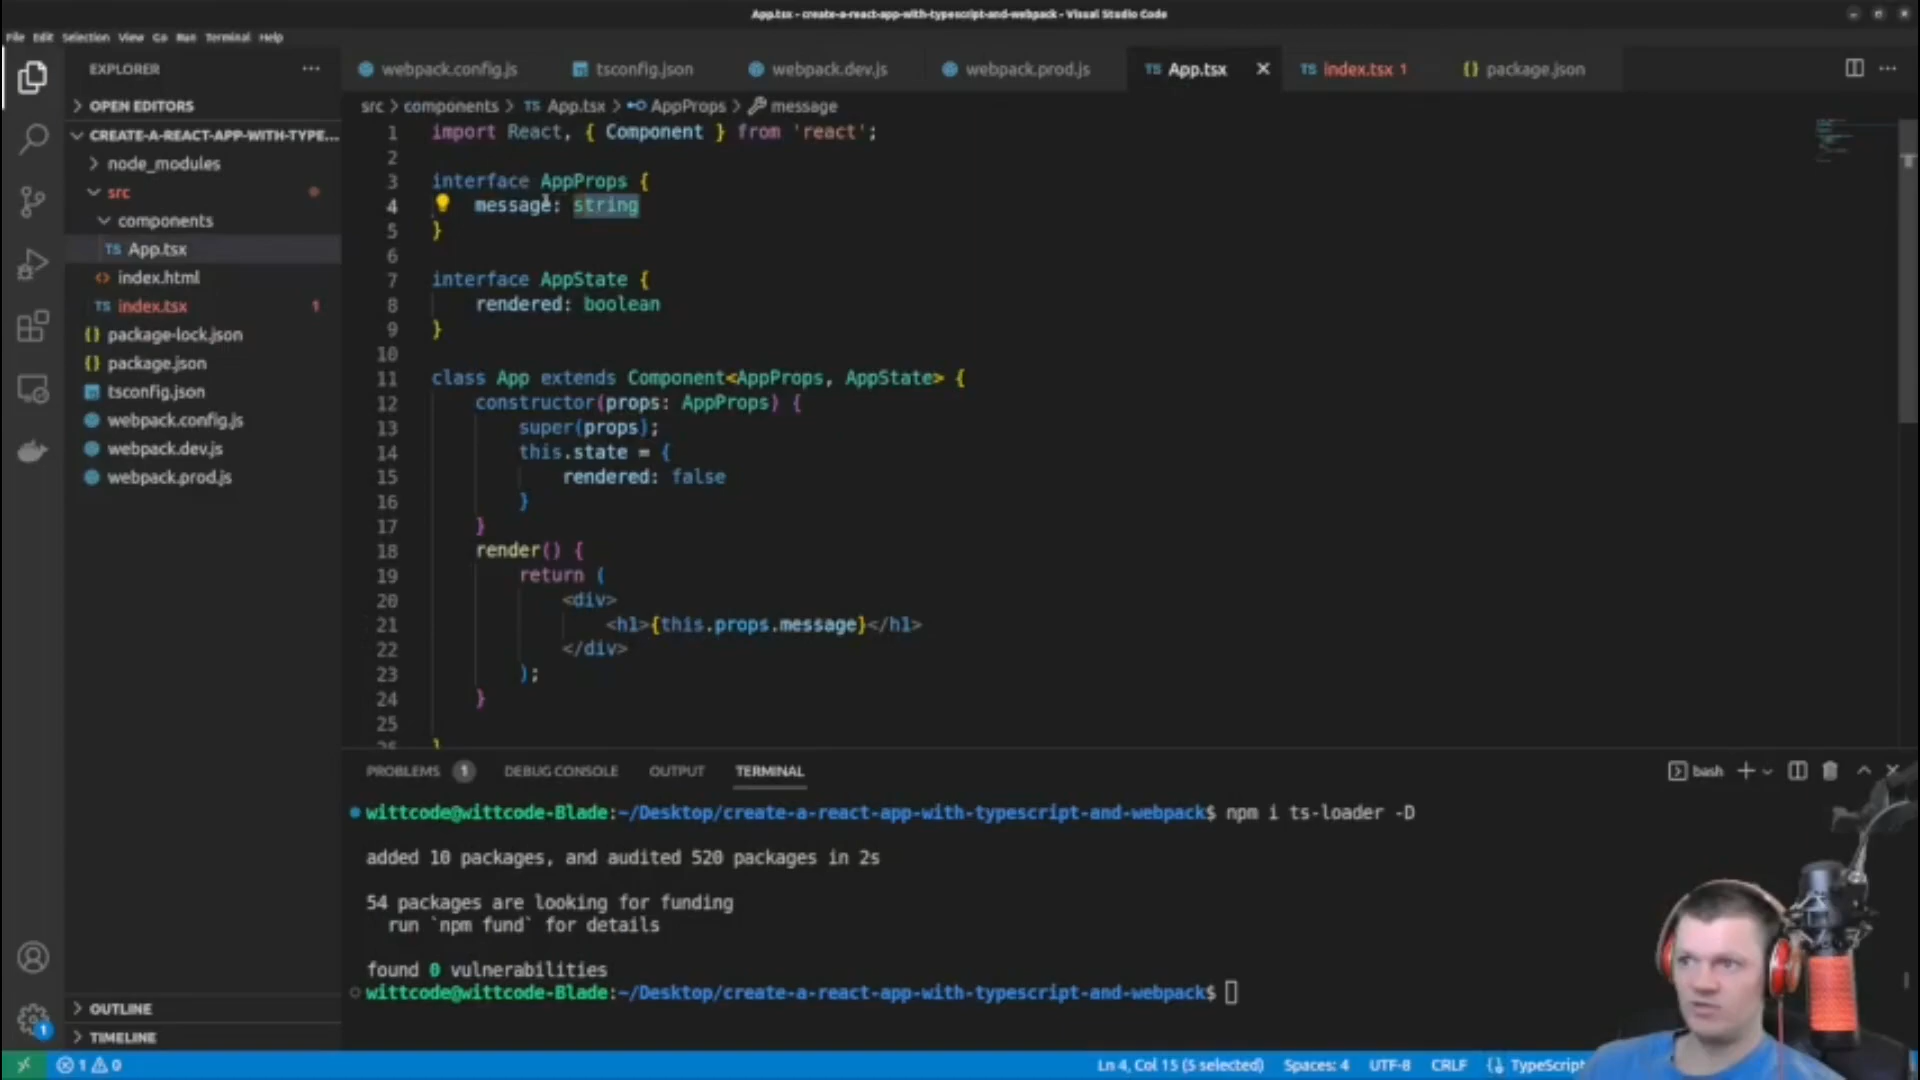 App.tsx - create-a-react-app-with-typescript-and-webpack - Visual Studio Code
File Edit Selection View Go Run Terminal Help
EXPLORER
webpack.config.js
tsconfig.json
webpack.dev.js
webpack.prod.js
TS App.tsx
TS index.tsx 1
{} package.json
OPEN EDITORS
CREATE-A-REACT-APP-WITH-TYPE...
node_modules
src
components
TS App.tsx
<> index.html
TS index.tsx 1
{} package-lock.json
{} package.json
tsconfig.json
webpack.config.js
webpack.dev.js
webpack.prod.js
OUTLINE
TIMELINE
src > components > TS App.tsx > AppProps > message
1 import React, { Component } from 'react';
2
3 interface AppProps {
4 message: string
5 }
6
7 interface AppState {
8 rendered: boolean
9 }
10
11 class App extends Component<AppProps, AppState> {
12 constructor(props: AppProps) {
13 super(props);
14 this.state = {
15 rendered: false
16 }
17 }
18 render() {
19 return (
20 <div>
21 <h1>{this.props.message}</h1>
22 </div>
23 );
24 }
25
26 }
PROBLEMS 1 DEBUG CONSOLE OUTPUT TERMINAL
bash
wittcode@wittcode-Blade:~/Desktop/create-a-react-app-with-typescript-and-webpack$ npm i ts-loader -D
added 10 packages, and audited 520 packages in 2s
54 packages are looking for funding
run `npm fund` for details
found 0 vulnerabilities
wittcode@wittcode-Blade:~/Desktop/create-a-react-app-with-typescript-and-webpack$
1
1 0
Ln 4, Col 15 (5 selected) Spaces: 4 UTF-8 CRLF {} TypeScript